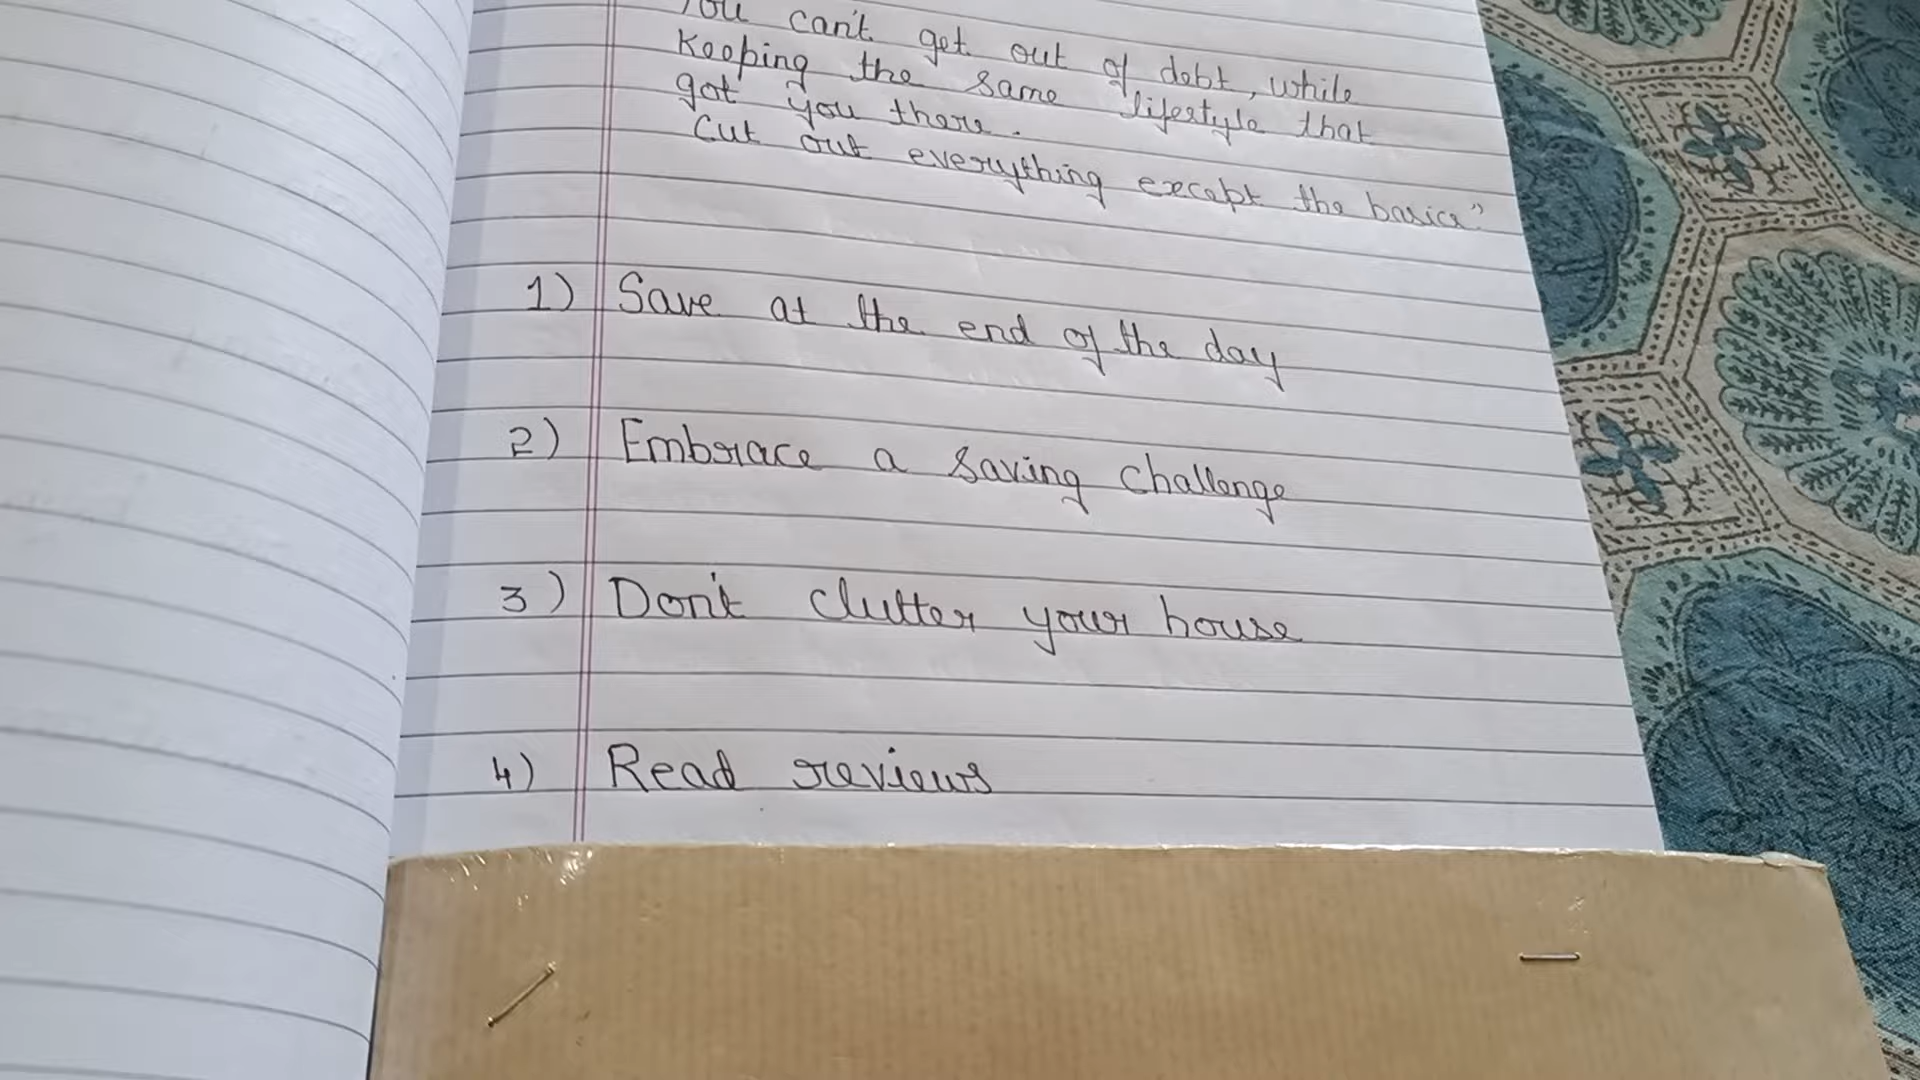 You can't get out of debt, while
Keeping the same lifestyle that
got you there.
Cut out everything except the basics"
1) Save at the end of the day
2) Embrace a saving challenge
3) Don't clutter your house
4) Read reviews